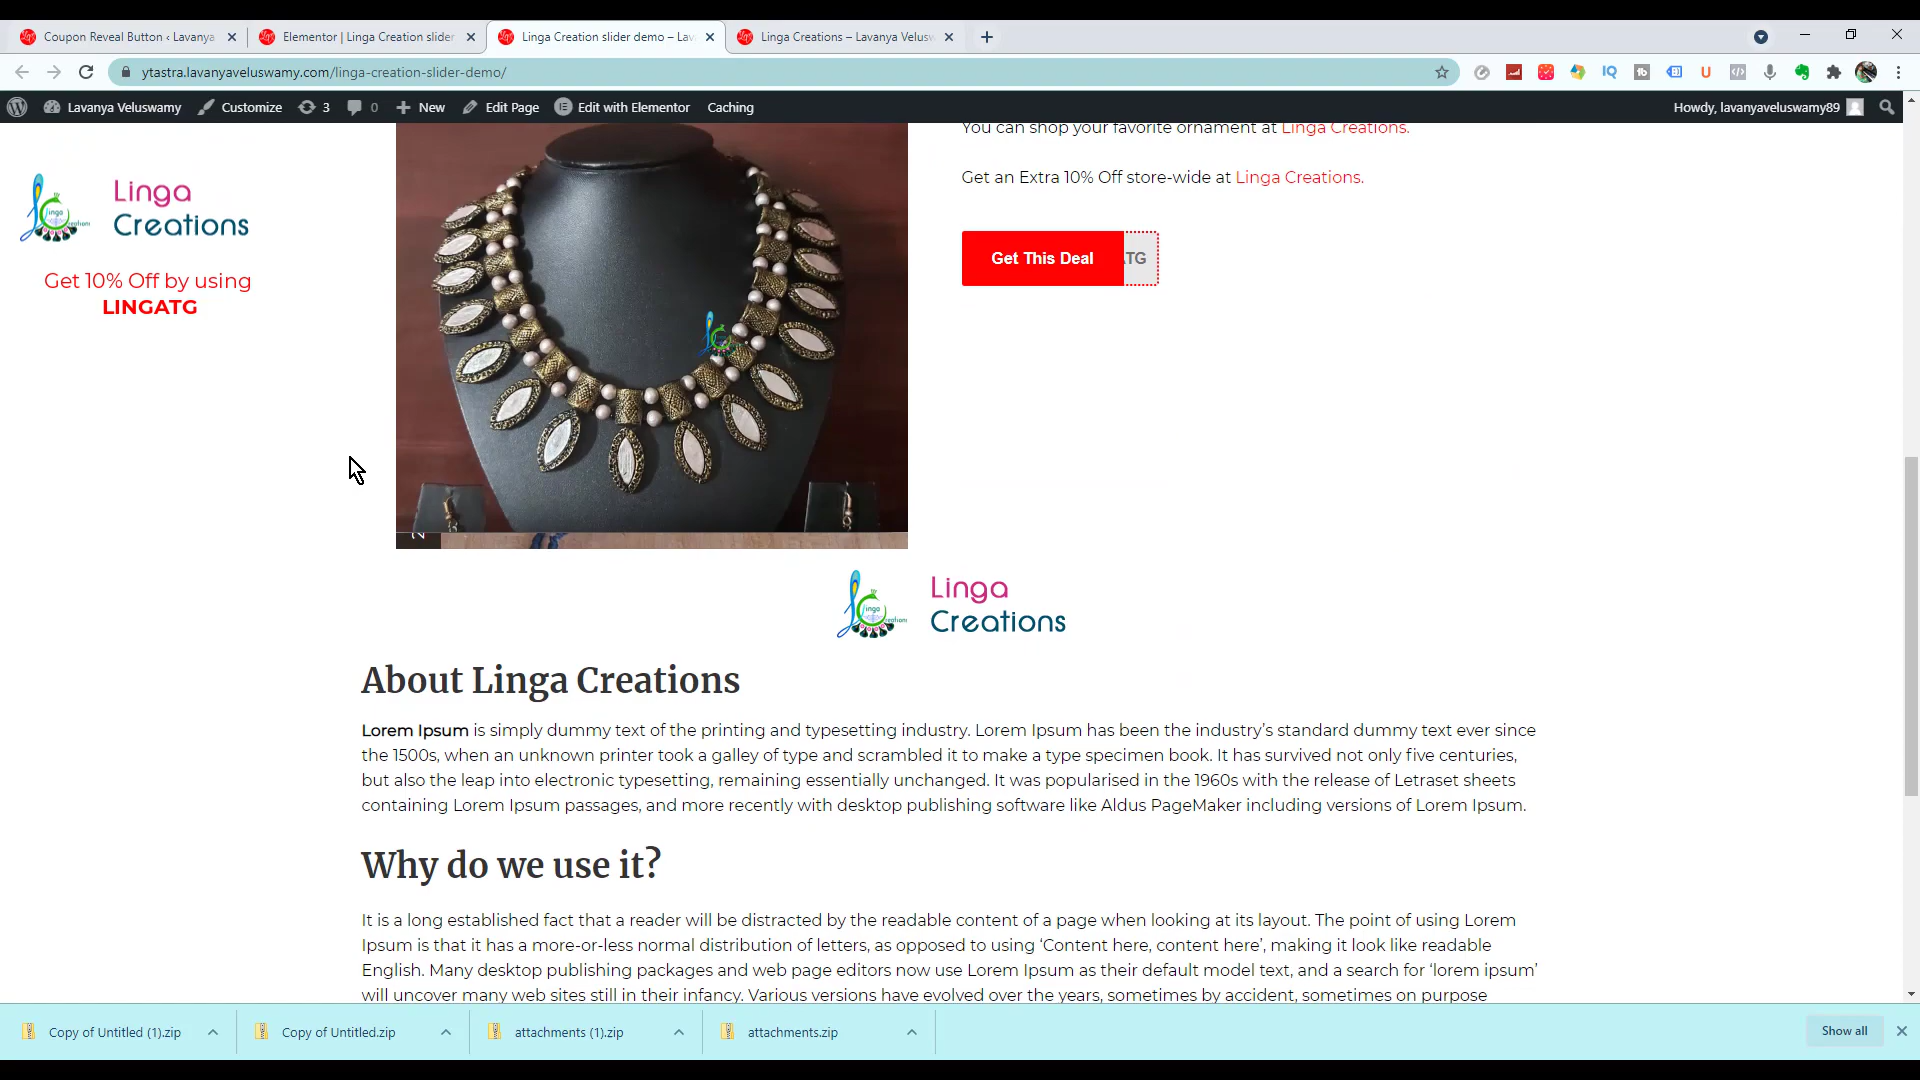 Coupon Reveal Button ‹ Lavanya
Elementor | Linga Creation slider
Linga Creation slider demo – Lav
Linga Creations – Lavanya Velusw
ytastra.lavanyaveluswamy.com/linga-creation-slider-demo/
Lavanya Veluswamy
Customize
3
0
New
Edit Page
Edit with Elementor
Caching
Howdy, lavanyaveluswamy89
You can shop your favorite ornament at Linga Creations.
Get an Extra 10% Off store-wide at Linga Creations.
Get This Deal
TG
Linga
Creations
Get 10% Off by using
LINGATG
Linga
Creations
About Linga Creations
Lorem Ipsum is simply dummy text of the printing and typesetting industry. Lorem Ipsum has been the industry’s standard dummy text ever since
the 1500s, when an unknown printer took a galley of type and scrambled it to make a type specimen book. It has survived not only five centuries,
but also the leap into electronic typesetting, remaining essentially unchanged. It was popularised in the 1960s with the release of Letraset sheets
containing Lorem Ipsum passages, and more recently with desktop publishing software like Aldus PageMaker including versions of Lorem Ipsum.
Why do we use it?
It is a long established fact that a reader will be distracted by the readable content of a page when looking at its layout. The point of using Lorem
Ipsum is that it has a more-or-less normal distribution of letters, as opposed to using ‘Content here, content here’, making it look like readable
English. Many desktop publishing packages and web page editors now use Lorem Ipsum as their default model text, and a search for ‘lorem ipsum’
will uncover many web sites still in their infancy. Various versions have evolved over the years, sometimes by accident, sometimes on purpose
Copy of Untitled (1).zip
Copy of Untitled.zip
attachments (1).zip
attachments.zip
Show all